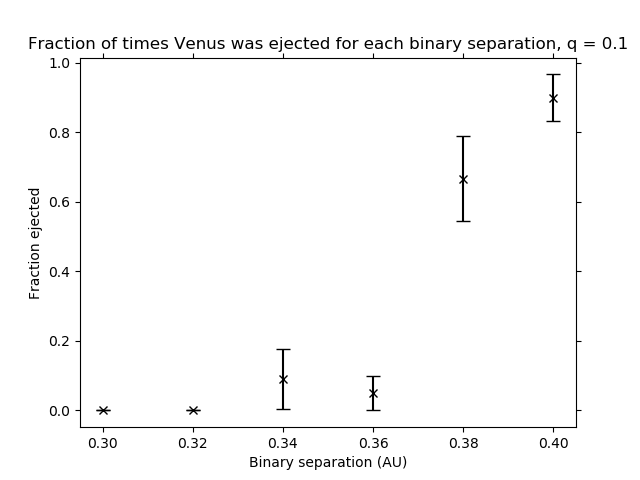 Fraction of times Venus was ejected for each binary separation, q = 0.1
1.0
0.8
0.6
0.4
0.2
0.0
Fraction ejected
0.30 0.32 0.34 0.36 0.38 0.40
Binary separation (AU)